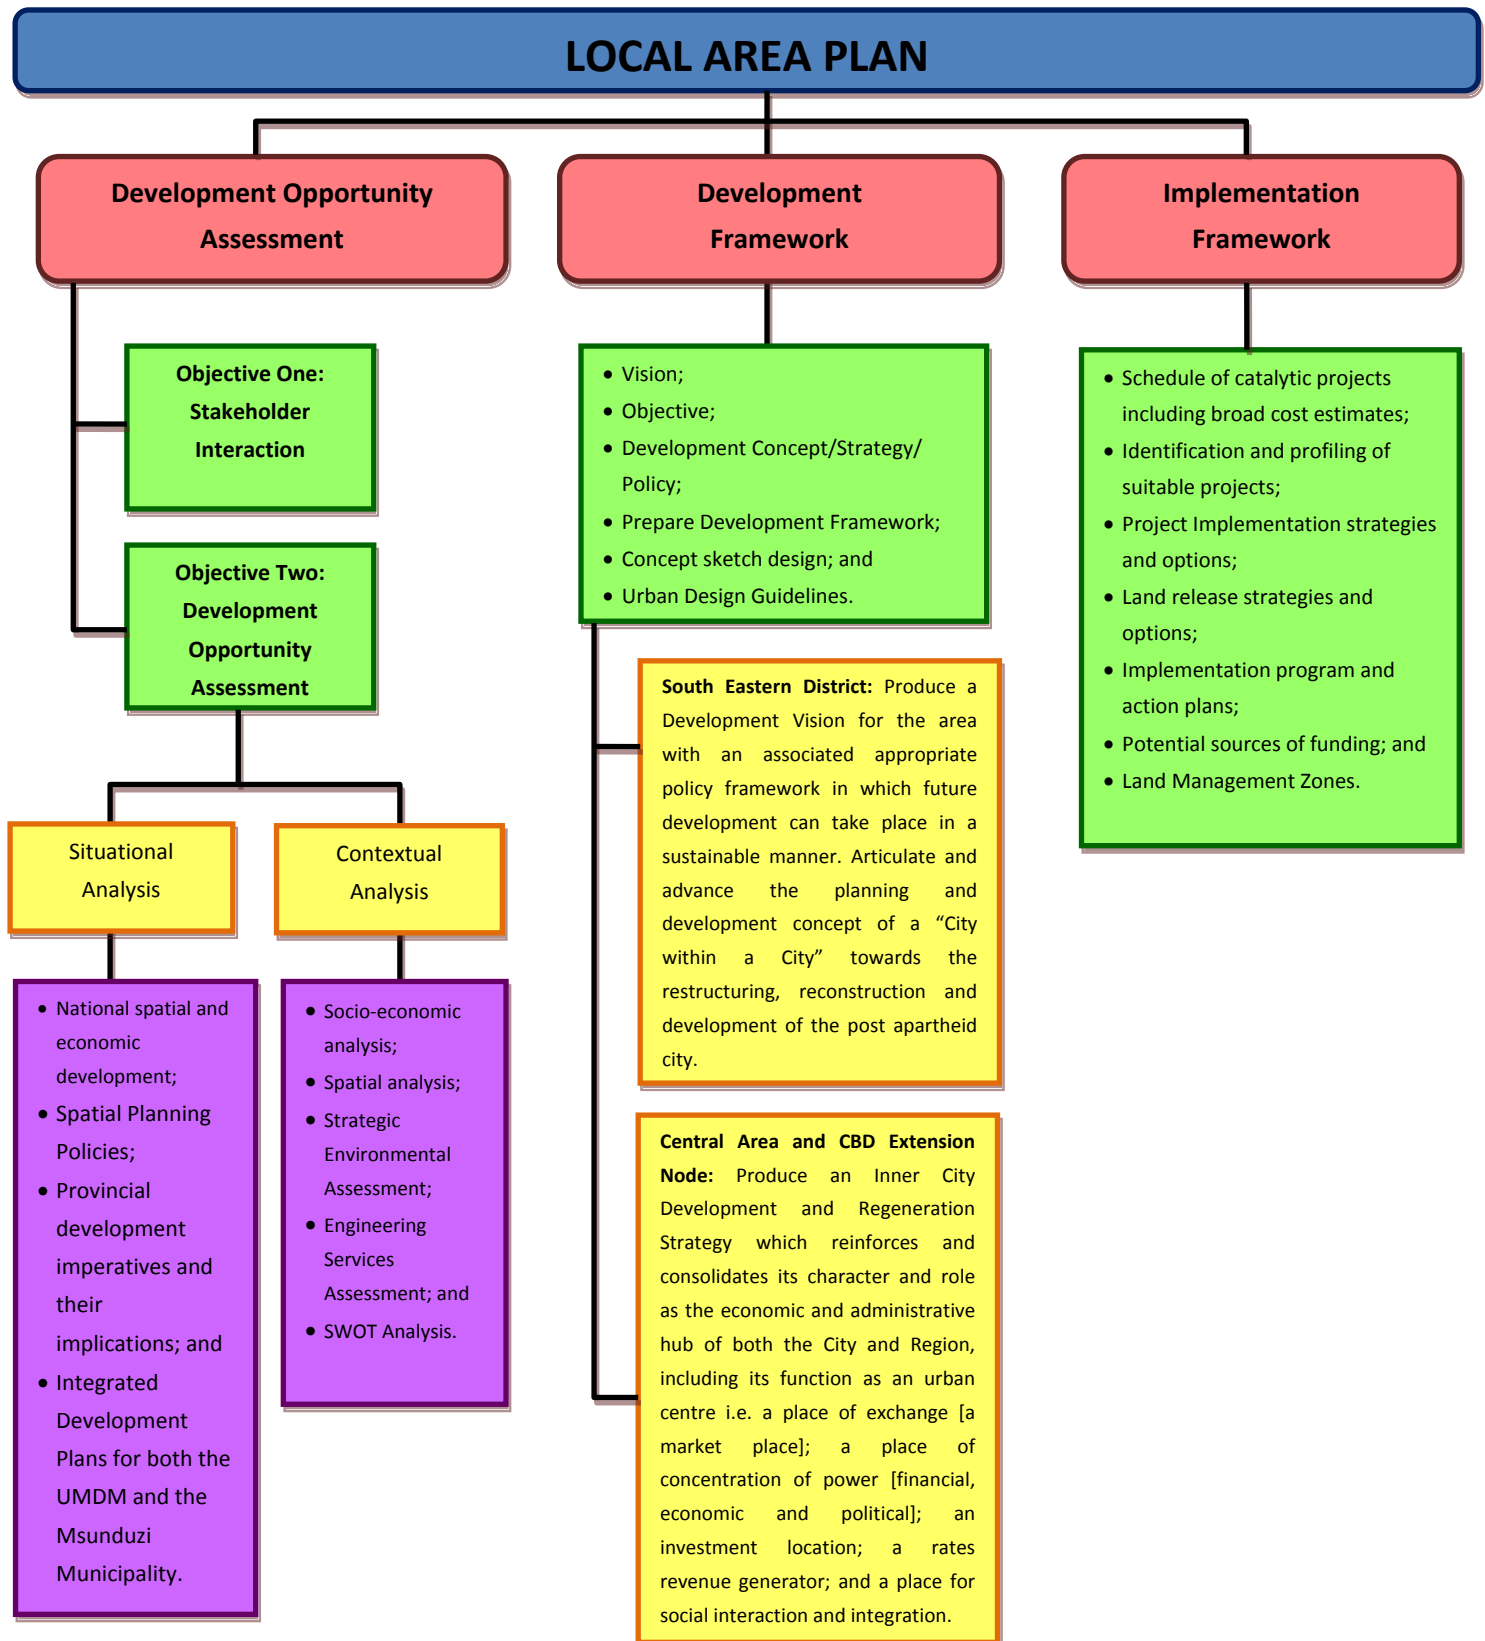 LOCAL AREA PLAN
Development Opportunity
Assessment
Objective One:
Stakeholder
Interaction
Objective Two:
Development
Opportunity
Assessment
Situational
Analysis
• National spatial and
economic
development;
• Spatial Planning
Policies;
• Provincial
development
imperatives and
their
implications; and
• Integrated
Development
Plans for both the
UMDM and the
Msunduzi
Municipality.
Contextual
Analysis
• Socio-economic
analysis;
• Spatial analysis;
• Strategic
Environmental
Assessment;
• Engineering
Services
Assessment; and
• SWOT Analysis.
Development
Framework
• Vision;
• Objective;
• Development Concept/Strategy/
Policy;
• Prepare Development Framework;
• Concept sketch design; and
• Urban Design Guidelines.
South Eastern District: Produce a
Development Vision for the area
with an associated appropriate
policy framework in which future
development can take place in a
sustainable manner. Articulate and
advance the planning and
development concept of a “City
within a City” towards the
restructuring, reconstruction and
development of the post apartheid
city.
Central Area and CBD Extension
Node: Produce an Inner City
Development and Regeneration
Strategy which reinforces and
consolidates its character and role
as the economic and administrative
hub of both the City and Region,
including its function as an urban
centre i.e. a place of exchange [a
market place]; a place of
concentration of power [financial,
economic and political]; an
investment location; a rates
revenue generator; and a place for
social interaction and integration.
Implementation
Framework
• Schedule of catalytic projects
including broad cost estimates;
• Identification and profiling of
suitable projects;
• Project Implementation strategies
and options;
• Land release strategies and
options;
• Implementation program and
action plans;
• Potential sources of funding; and
• Land Management Zones.